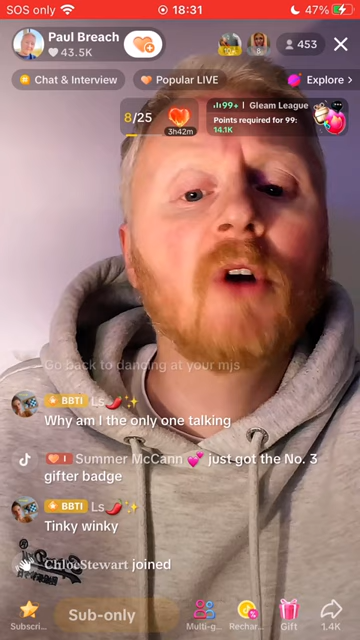 SOS only 18:31 47%
Paul Breach
43.5K
453
Chat & Interview
Popular LIVE
Explore >
8/25
3h42m
99+ | Gleam League
Points required for 99:
14.1K
Go back to dancing at your mjs
BBTI Ls🌶️✨
Why am I the only one talking
I Summer McCann 💕 just got the No. 3
gifter badge
BBTI Ls🌶️✨
Tinky winky
ChloeStewart joined
Sub-only
Subscri...
Multi-g...
Rechar...
Gift
1.4K